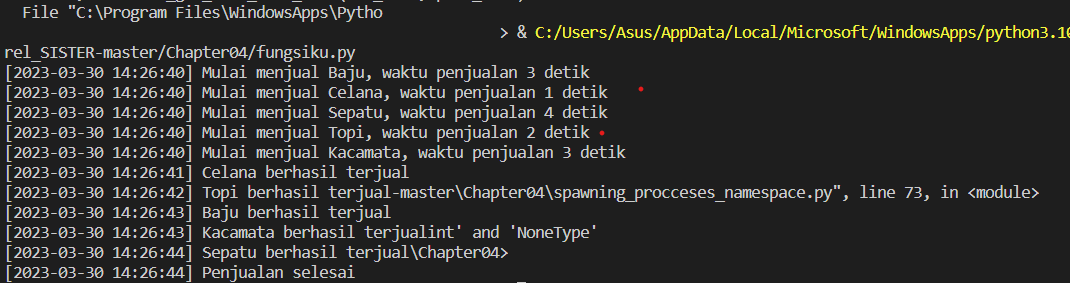 File "C:\Program Files\WindowsApps\Pytho
> & C:/Users/Asus/AppData/Local/Microsoft/WindowsApps/python3.10
rel_SISTER-master/Chapter04/fungsiku.py
[2023-03-30 14:26:40] Mulai menjual Baju, waktu penjualan 3 detik
[2023-03-30 14:26:40] Mulai menjual Celana, waktu penjualan 1 detik
[2023-03-30 14:26:40] Mulai menjual Sepatu, waktu penjualan 4 detik
[2023-03-30 14:26:40] Mulai menjual Topi, waktu penjualan 2 detik
[2023-03-30 14:26:40] Mulai menjual Kacamata, waktu penjualan 3 detik
[2023-03-30 14:26:41] Celana berhasil terjual
[2023-03-30 14:26:42] Topi berhasil terjual-master\Chapter04\spawning_procceses_namespace.py", line 73, in <module>
[2023-03-30 14:26:43] Baju berhasil terjual
[2023-03-30 14:26:43] Kacamata berhasil terjualint' and 'NoneType'
[2023-03-30 14:26:44] Sepatu berhasil terjual\Chapter04>
[2023-03-30 14:26:44] Penjualan selesai